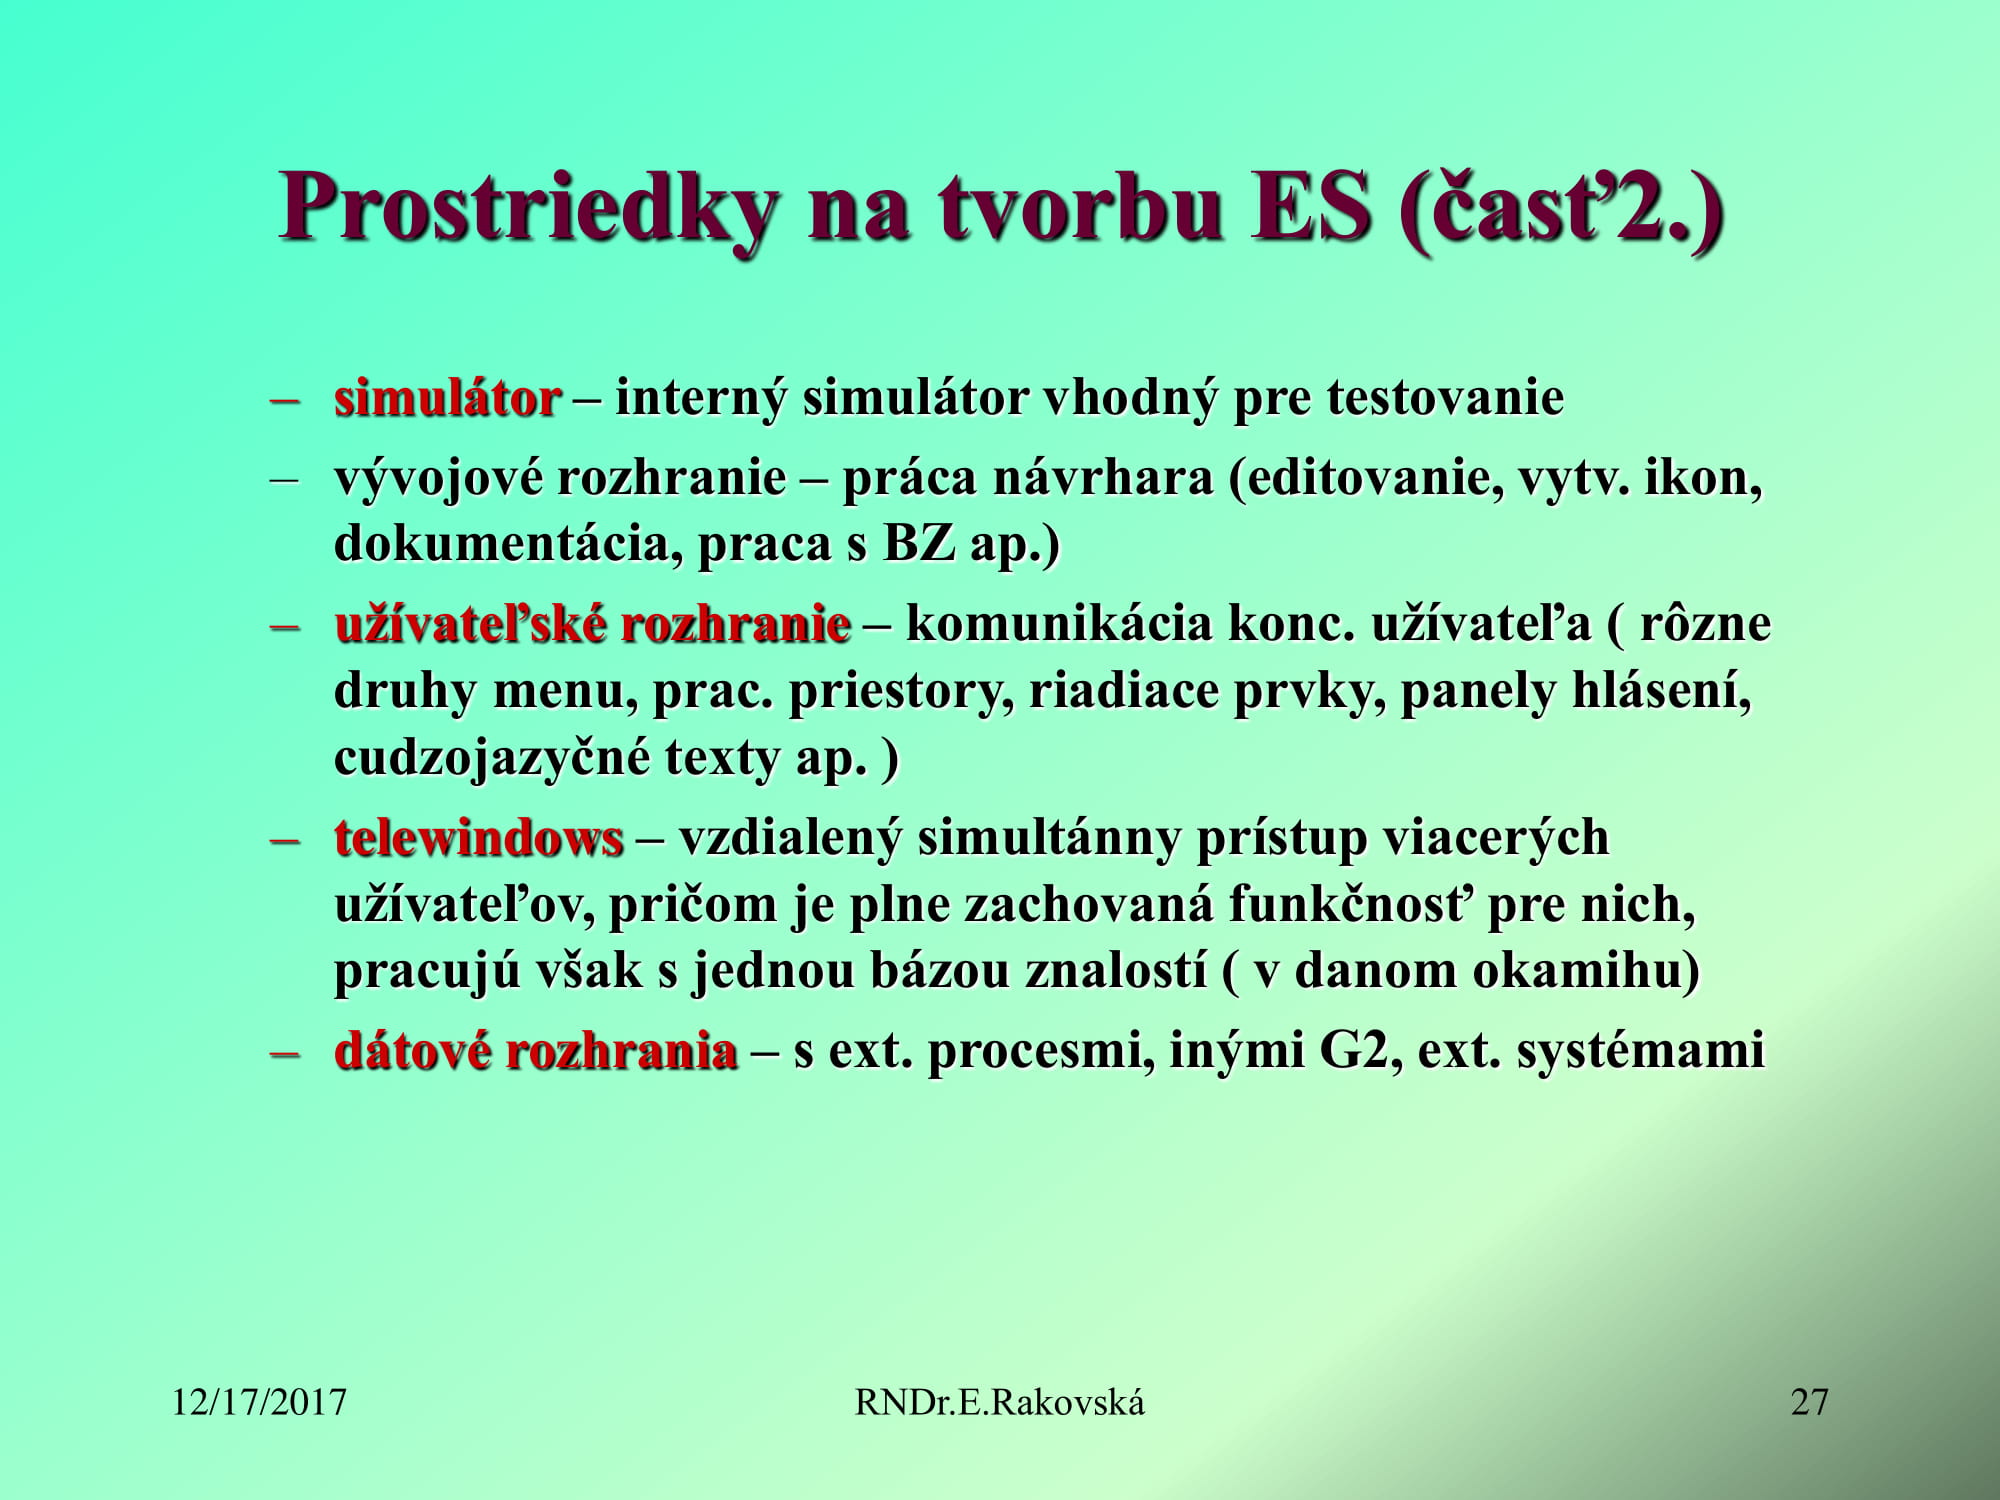 Prostriedky na tvorbu ES (časť2.)
– simulátor – interný simulátor vhodný pre testovanie
– vývojové rozhranie – práca návrhara (editovanie, vytv. ikon,
dokumentácia, praca s BZ ap.)
– užívateľské rozhranie – komunikácia konc. užívateľa ( rôzne
druhy menu, prac. priestory, riadiace prvky, panely hlásení,
cudzojazyčné texty ap. )
– telewindows – vzdialený simultánny prístup viacerých
užívateľov, pričom je plne zachovaná funkčnosť pre nich,
pracujú však s jednou bázou znalostí ( v danom okamihu)
– dátové rozhrania – s ext. procesmi, inými G2, ext. systémami
12/17/2017
RNDr.E.Rakovská
27